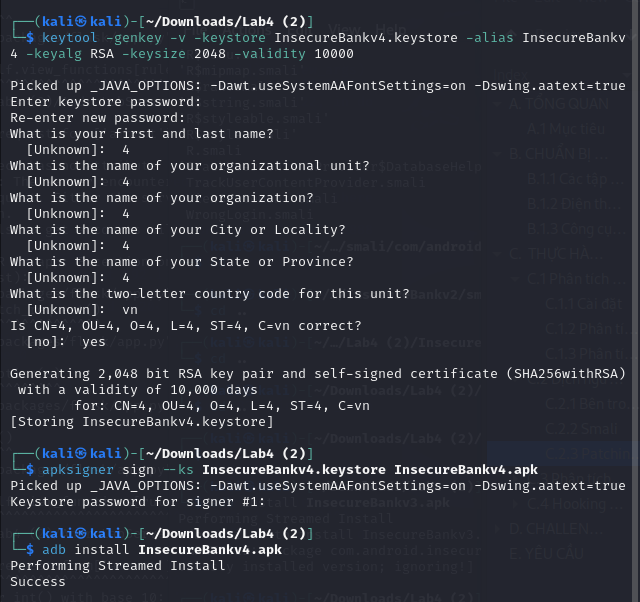 ┌──(kali㉿kali)-[~/Downloads/Lab4 (2)]
└─$ keytool -genkey -v -keystore InsecureBankv4.keystore -alias InsecureBankv
4 -keyalg RSA -keysize 2048 -validity 10000
Picked up _JAVA_OPTIONS: -Dawt.useSystemAAFontSettings=on -Dswing.aatext=true
Enter keystore password:
Re-enter new password:
What is your first and last name?
[Unknown]: 4
What is the name of your organizational unit?
[Unknown]: 4
What is the name of your organization?
[Unknown]: 4
What is the name of your City or Locality?
[Unknown]: 4
What is the name of your State or Province?
[Unknown]: 4
What is the two-letter country code for this unit?
[Unknown]: vn
Is CN=4, OU=4, O=4, L=4, ST=4, C=vn correct?
[no]: yes
Generating 2,048 bit RSA key pair and self-signed certificate (SHA256withRSA)
with a validity of 10,000 days
for: CN=4, OU=4, O=4, L=4, ST=4, C=vn
[Storing InsecureBankv4.keystore]
┌──(kali㉿kali)-[~/Downloads/Lab4 (2)]
└─$ apksigner sign --ks InsecureBankv4.keystore InsecureBankv4.apk
Picked up _JAVA_OPTIONS: -Dawt.useSystemAAFontSettings=on -Dswing.aatext=true
Keystore password for signer #1:
┌──(kali㉿kali)-[~/Downloads/Lab4 (2)]
└─$ adb install InsecureBankv4.apk
Performing Streamed Install
Success